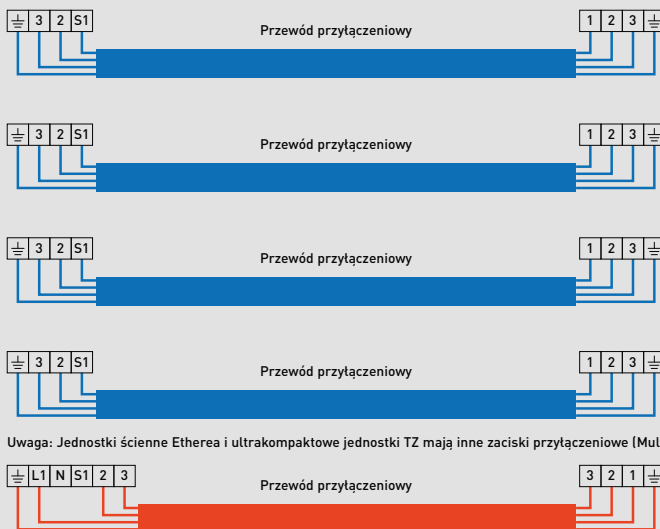 ⏚ 3 2 S1 Przewód przyłączeniowy 1 2 3 ⏚
⏚ 3 2 S1 Przewód przyłączeniowy 1 2 3 ⏚
⏚ 3 2 S1 Przewód przyłączeniowy 1 2 3 ⏚
⏚ 3 2 S1 Przewód przyłączeniowy 1 2 3 ⏚
Uwaga: Jednostki ścienne Etherea i ultrakompaktowe jednostki TZ mają inne zaciski przyłączeniowe (Mul
⏚ L1 N S1 2 3 Przewód przyłączeniowy 3 2 1 ⏚